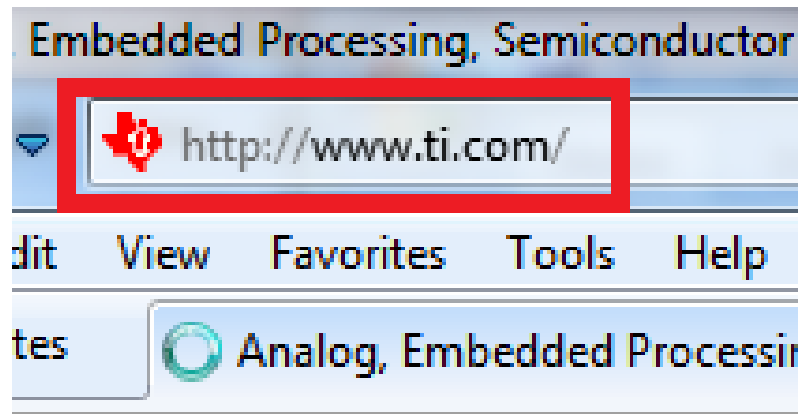 Embedded Processing, Semiconductor
http://www.ti.com/
dit View Favorites Tools Help
tes Analog, Embedded Processin